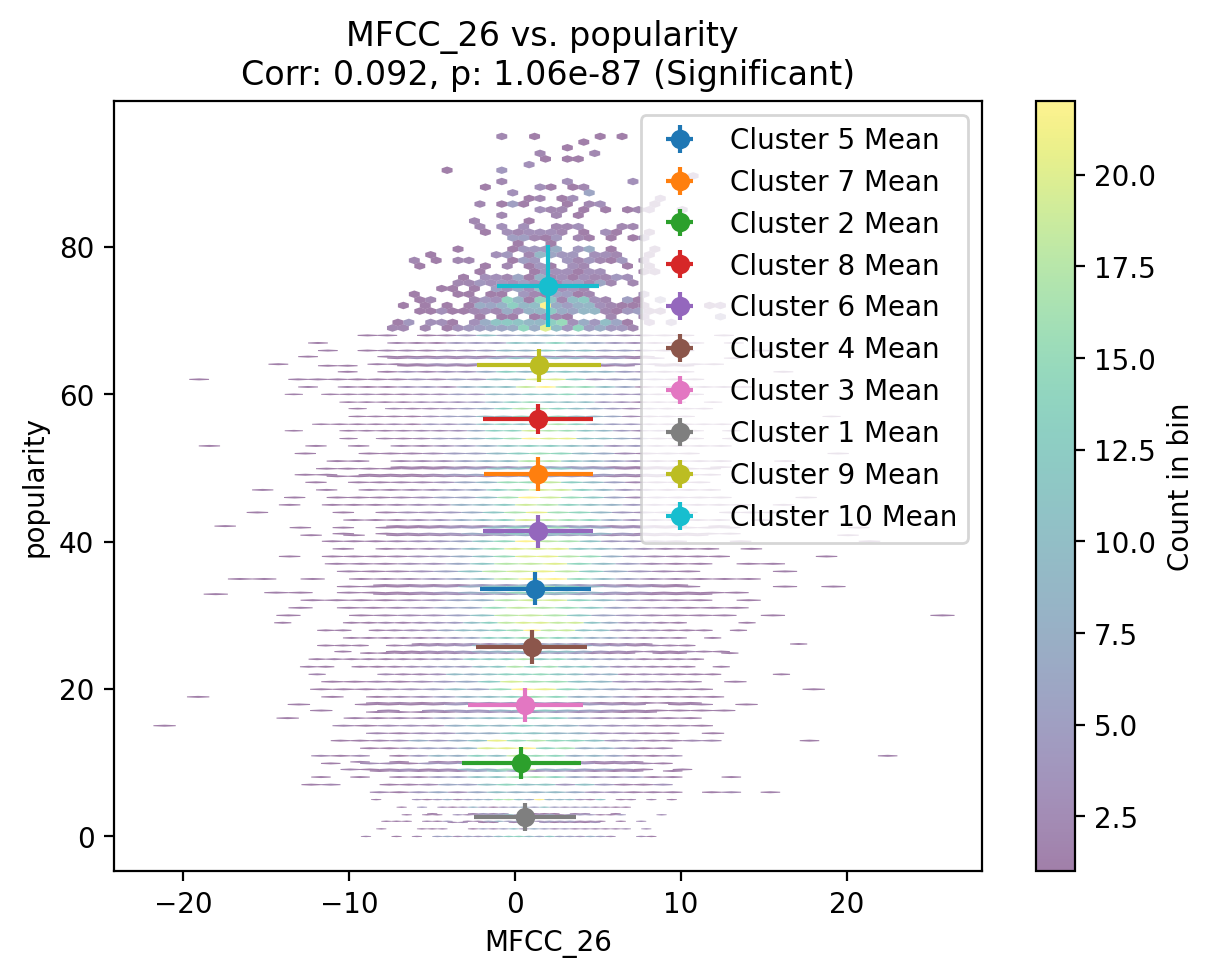 MFCC_26 vs. popularity
Corr: 0.092, p: 1.06e-87 (Significant)
Cluster 5 Mean
Cluster 7 Mean
Cluster 2 Mean
Cluster 8 Mean
Cluster 6 Mean
Cluster 4 Mean
Cluster 3 Mean
Cluster 1 Mean
Cluster 9 Mean
Cluster 10 Mean
popularity
80
60
40
20
0
−20
−10
0
10
20
MFCC_26
20.0
17.5
15.0
12.5
10.0
7.5
5.0
2.5
Count in bin